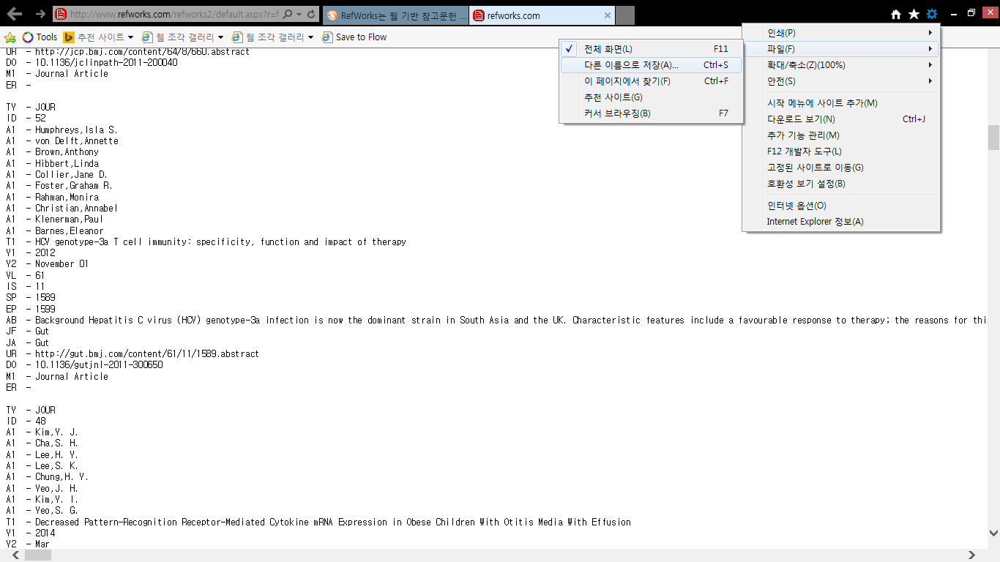 http://www.refworks.com/refworks2/default.aspx?r=f
RefWorks는 웹 기반 참고문헌 ...
refworks.com
Tools
추천 사이트
웹 조각 갤러리
웹 조각 갤러리
Save to Flow
인쇄(P)
파일(F)
확대/축소(Z)(100%)
안전(S)
시작 메뉴에 사이트 추가(M)
다운로드 보기(N) Ctrl+J
추가 기능 관리(M)
F12 개발자 도구(L)
고정된 사이트로 이동(G)
호환성 보기 설정(B)
인터넷 옵션(O)
Internet Explorer 정보(A)
전체 화면(L) F11
다른 이름으로 저장(A)... Ctrl+S
이 페이지에서 찾기(F) Ctrl+F
추천 사이트(G)
커서 브라우징(B) F7
UR - http://jcp.bmj.com/content/64/8/660.abstract
DO - 10.1136/jclinpath-2011-200040
M1 - Journal Article
ER -
TY - JOUR
ID - 52
A1 - Humphreys,Isla S.
A1 - von Delft,Annette
A1 - Brown,Anthony
A1 - Hibbert,Linda
A1 - Collier,Jane D.
A1 - Foster,Graham R.
A1 - Rahman,Monira
A1 - Christian,Annabel
A1 - Klenerman,Paul
A1 - Barnes,Eleanor
T1 - HCV genotype-3a T cell immunity: specificity, function and impact of therapy
Y1 - 2012
Y2 - November 01
VL - 61
IS - 11
SP - 1589
EP - 1599
AB - Background Hepatitis C virus (HCV) genotype-3a infection is now the dominant strain in South Asia and the UK. Characteristic features include a favourable response to therapy; the reasons for thi
JF - Gut
JA - Gut
UR - http://gut.bmj.com/content/61/11/1589.abstract
DO - 10.1136/gutjnl-2011-300650
M1 - Journal Article
ER -
TY - JOUR
ID - 48
A1 - Kim,Y. J.
A1 - Cha,S. H.
A1 - Lee,H. Y.
A1 - Lee,S. K.
A1 - Chung,H. Y.
A1 - Yeo,J. H.
A1 - Kim,Y. I.
A1 - Yeo,S. G.
T1 - Decreased Pattern-Recognition Receptor-Mediated Cytokine mRNA Expression in Obese Children With Otitis Media With Effusion
Y1 - 2014
Y2 - Mar